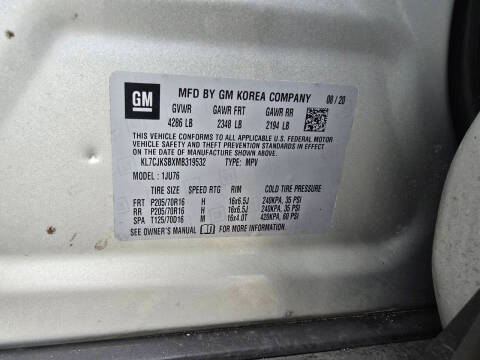 GM
MFD BY GM KOREA COMPANY 08 / 20
GVWR GAWR FRT GAWR RR
4286 LB 2348 LB 2194 LB
THIS VEHICLE CONFORMS TO ALL APPLICABLE U.S. FEDERAL MOTOR
VEHICLE SAFETY AND THEFT PREVENTION STANDARDS IN EFFECT
ON THE DATE OF MANUFACTURE SHOWN ABOVE.
KL7CJKSBXMB319532 TYPE: MPV
MODEL: 1JU76
TIRE SIZE SPEED RTG RIM COLD TIRE PRESSURE
FRT P205/70R16 H 16x6.5J 240KPA, 35 PSI
RR P205/70R16 H 16x6.5J 240KPA, 35 PSI
SPA T125/70D16 M 16x4.0T 420KPA, 60 PSI
SEE OWNER'S MANUAL FOR MORE INFORMATION